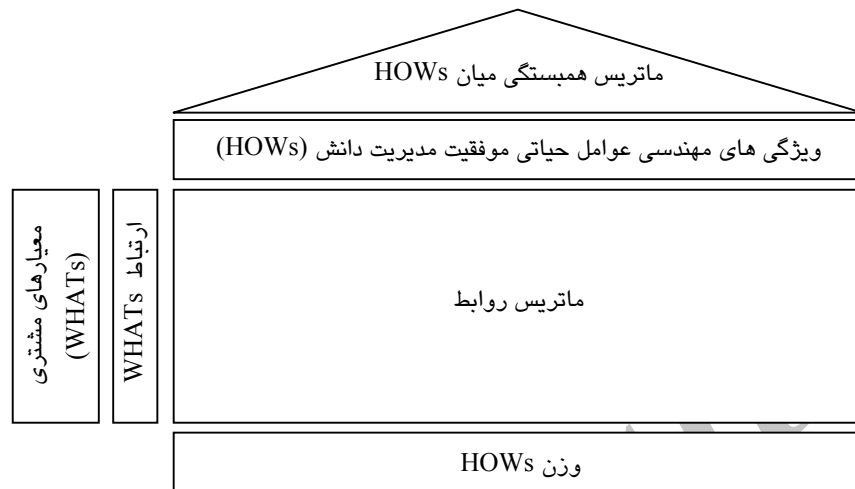 ماتریس همبستگی میان HOWs
ویژگی های مهندسی عوامل حیاتی موفقیت مدیریت دانش (HOWs)
معیارهای مشتری
(WHATs)
ارتباط WHATs
ماتریس روابط
وزن HOWs